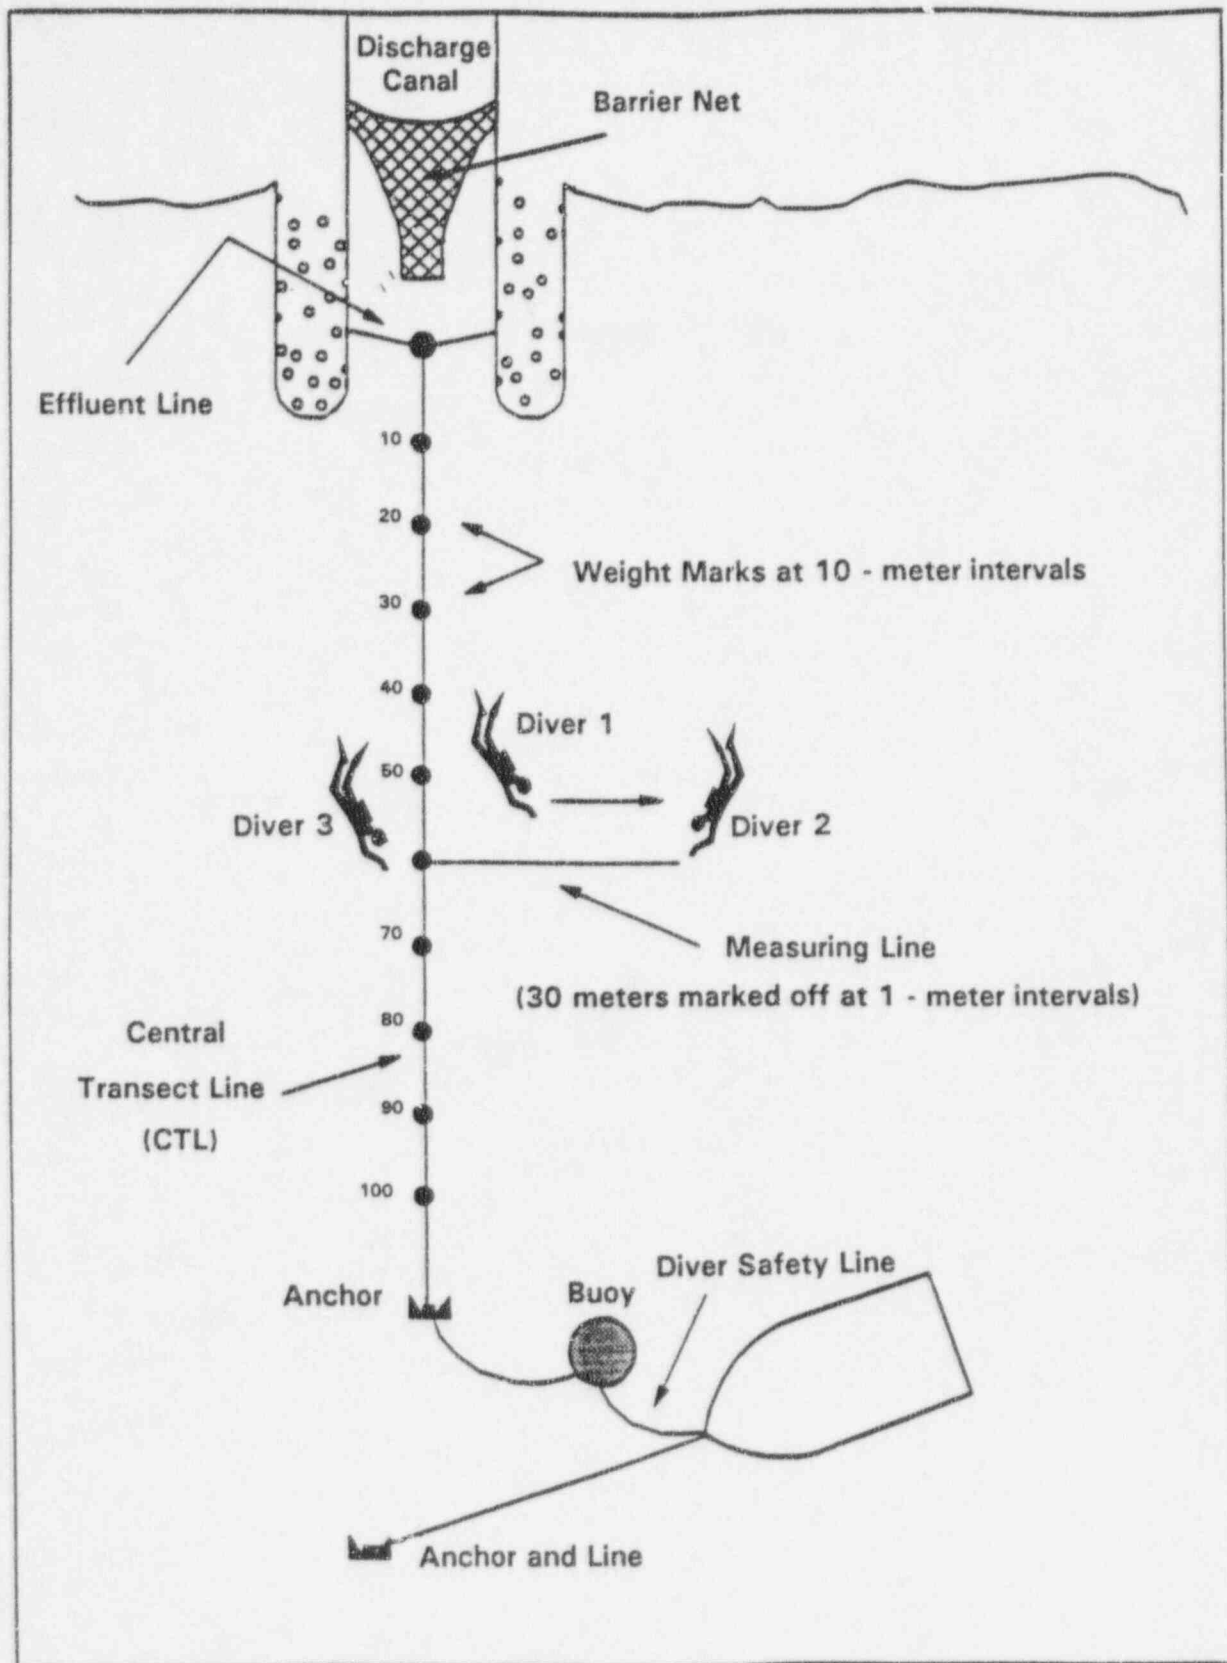 Discharge
Canal
Barrier Net
Effluent Line
10
20
Weight Marks at 10 - meter intervals
30
40
Diver 1
50
Diver 3
Diver 2
70
Measuring Line
(30 meters marked off at 1 - meter intervals)
80
Central
Transect Line
(CTL)
90
100
Diver Safety Line
Anchor
Buoy
Anchor and Line